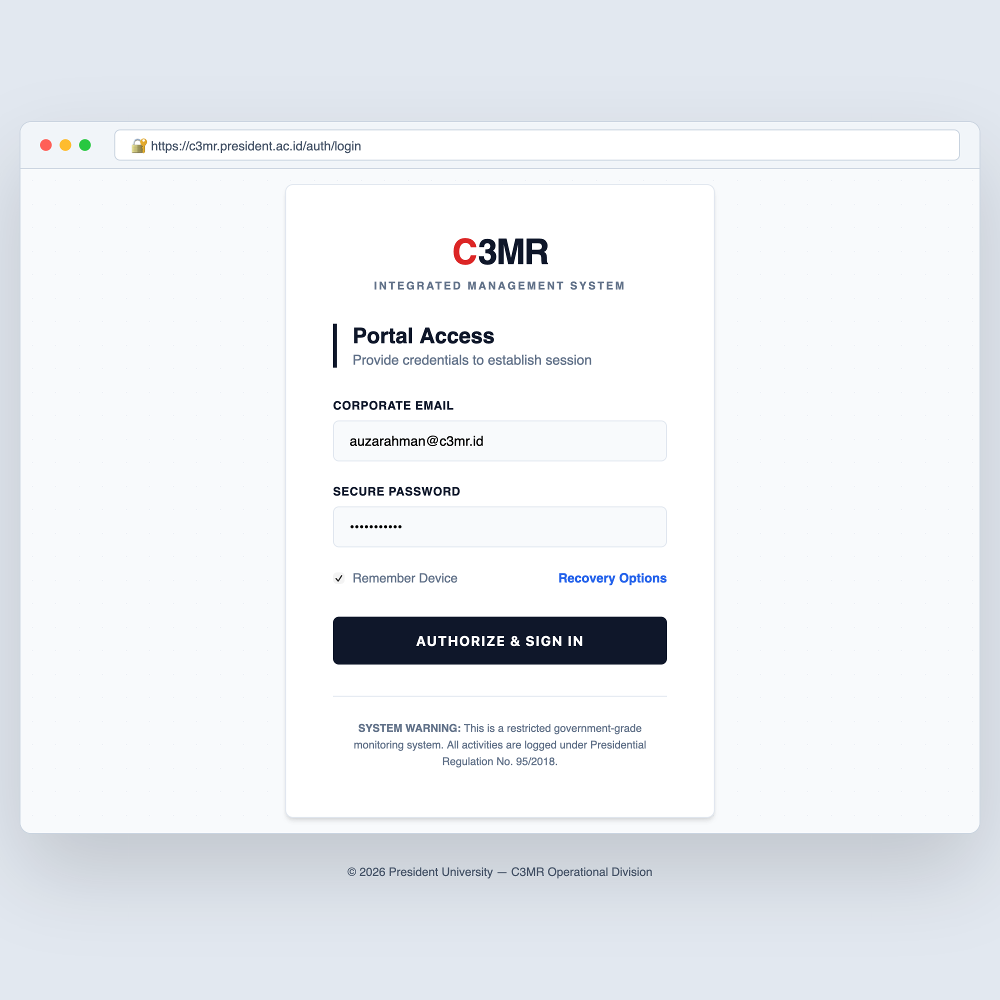 https://c3mr.president.ac.id/auth/login
C3MR
INTEGRATED MANAGEMENT SYSTEM
Portal Access
Provide credentials to establish session
CORPORATE EMAIL
auzarahman@c3mr.id
SECURE PASSWORD
•••••••••••
Remember Device
Recovery Options
AUTHORIZE & SIGN IN
SYSTEM WARNING: This is a restricted government-grade
monitoring system. All activities are logged under Presidential
Regulation No. 95/2018.
© 2026 President University — C3MR Operational Division